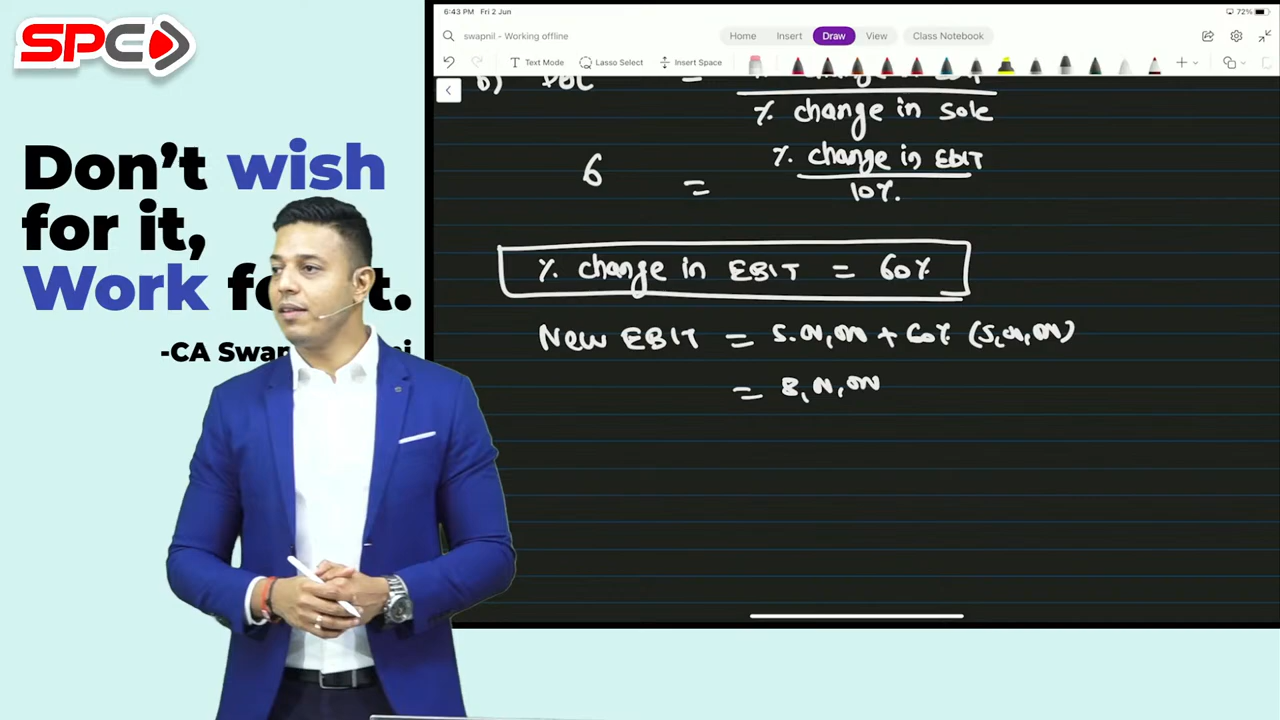 SPC
6:43 PM Fri 2 Jun
72%
swapnil - Working offline
Home Insert Draw View Class Notebook
Text Mode Lasso Select Insert Space
Don't wish
for it,
Work
-CA
b) DOL =
% change in sale
6 = % change in EBIT
10%
% change in EBIT = 60%
New EBIT = 5,00,000 + 60% (5,00,000)
= 8,00,000